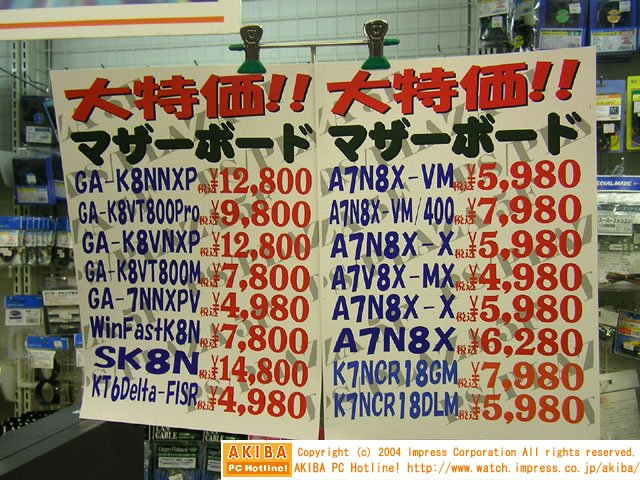 大特価!!
マザーボード
GA-K8NNXP 税込¥12,800
GA-K8VT800Pro 税込¥9,800
GA-K8VNXP 税込¥12,800
GA-K8VT800M 税込¥7,800
GA-7NNXPV 税込¥4,980
WinFastK8N 税込¥7,800
SK8N 税込¥14,800
KT6Delta-FISR 税込¥4,980
大特価!!
マザーボード
A7N8X-VM 税込¥5,980
A7N8X-VM/400 税込¥7,980
A7N8X-X 税込¥5,980
A7V8X-MX 税込¥4,980
A7N8X-X 税込¥5,980
A7N8X 税込¥6,280
K7NCR18GM 税込¥7,980
K7NCR18DLM 税込¥5,980
SPECIAL MADE
CABLE
AKIBA
PC Hotline!
Copyright (c) 2004 Impress Corporation All rights reserved.
AKIBA PC Hotline! http://www.watch.impress.co.jp/akiba/